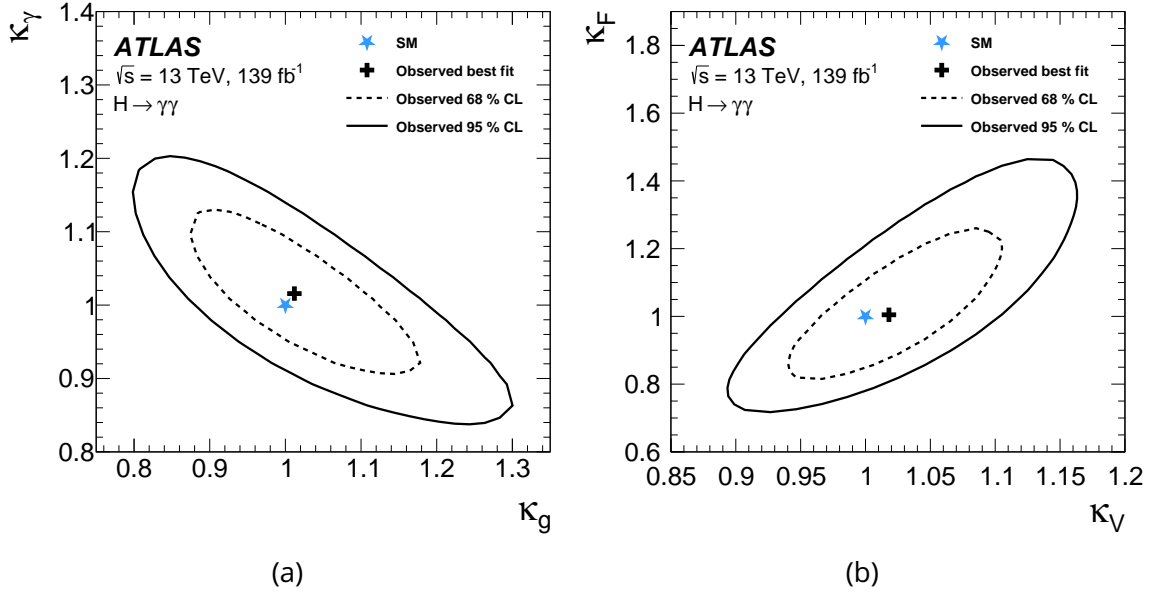 κγ
1.4
1.3
1.2
1.1
1
0.9
0.8
ATLAS
√s = 13 TeV, 139 fb⁻¹
H → γγ
SM
Observed best fit
Observed 68 % CL
Observed 95 % CL
0.8 0.9 1 1.1 1.2 1.3
κg
(a)
κF
1.8
1.6
1.4
1.2
1
0.8
0.6
ATLAS
√s = 13 TeV, 139 fb⁻¹
H → γγ
SM
Observed best fit
Observed 68 % CL
Observed 95 % CL
0.85 0.9 0.95 1 1.05 1.1 1.15 1.2
κV
(b)